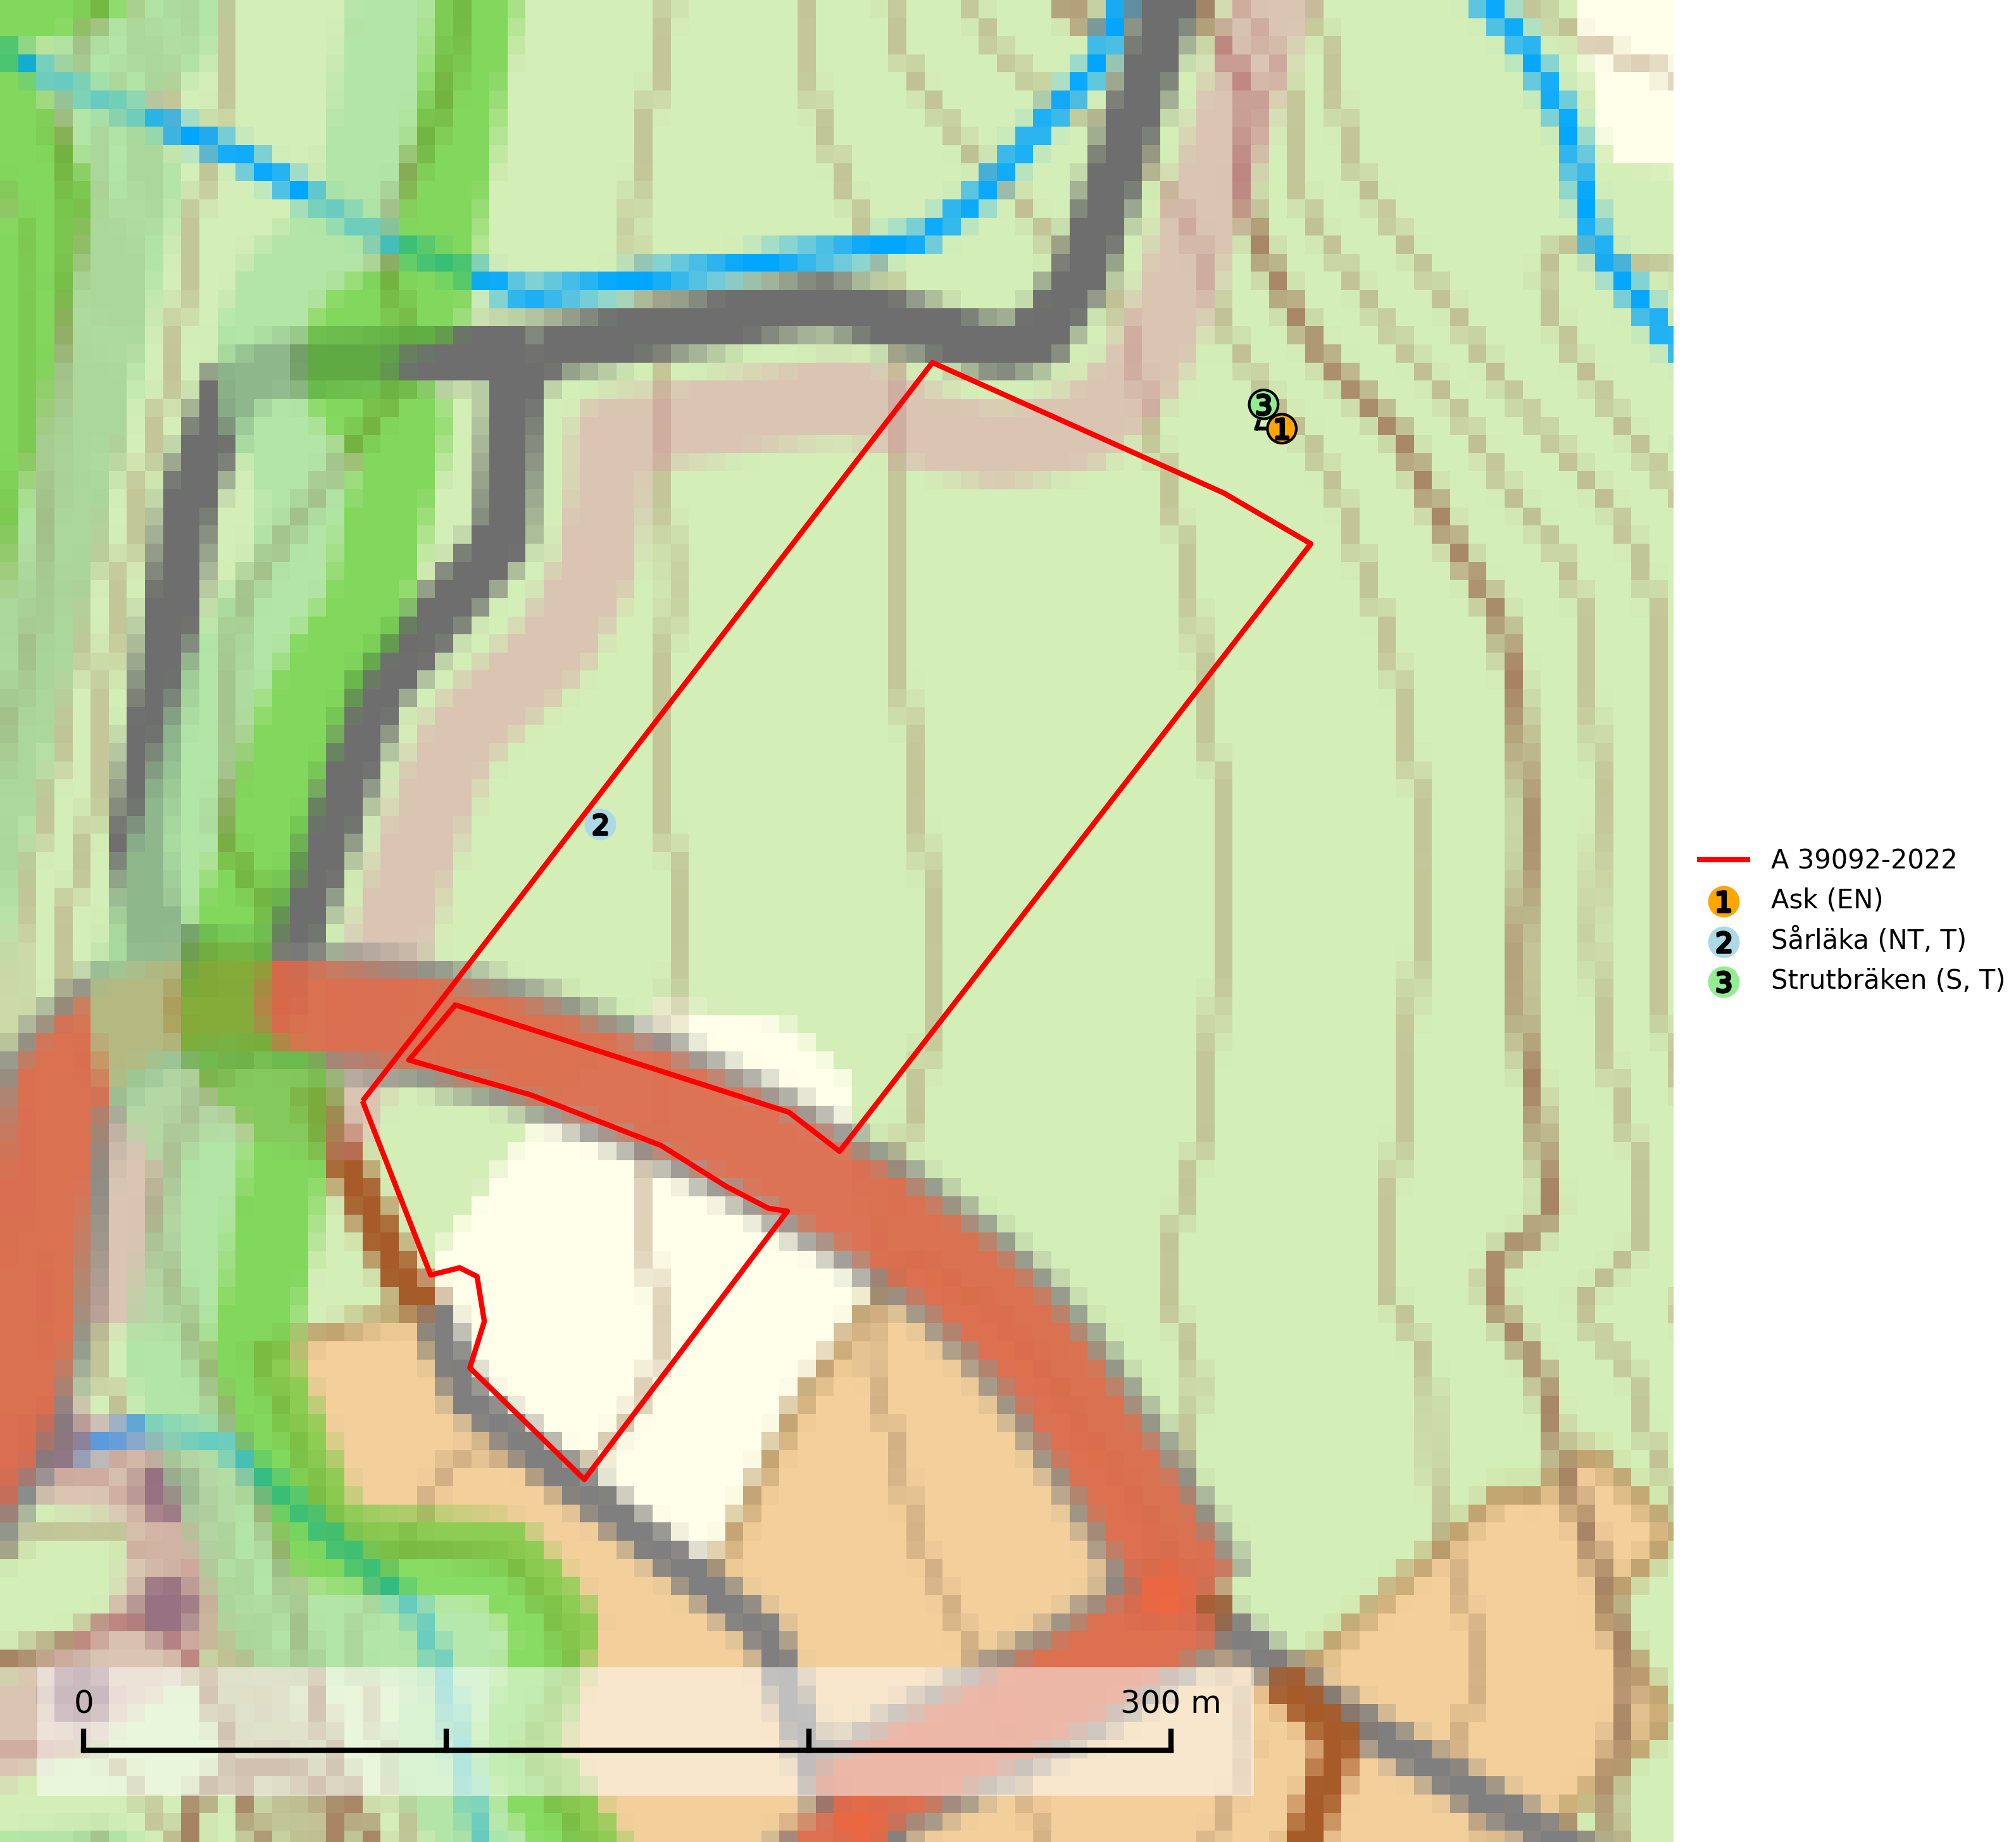 3
1
2
A 39092-2022
1 Ask (EN)
2 Sårläka (NT, T)
3 Strutbräken (S, T)
0 300 m